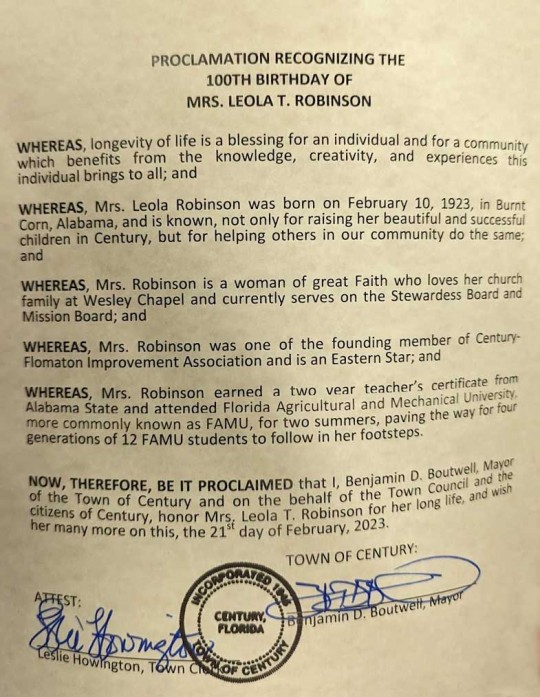 PROCLAMATION RECOGNIZING THE
100TH BIRTHDAY OF
MRS. LEOLA T. ROBINSON
WHEREAS, longevity of life is a blessing for an individual and for a community
which benefits from the knowledge, creativity, and experiences this
individual brings to all; and
WHEREAS, Mrs. Leola Robinson was born on February 10, 1923, in Burnt
Corn, Alabama, and is known, not only for raising her beautiful and successful
children in Century, but for helping others in our community do the same;
and
WHEREAS, Mrs. Robinson is a woman of great Faith who loves her church
family at Wesley Chapel and currently serves on the Stewardess Board and
Mission Board; and
WHEREAS, Mrs. Robinson was one of the founding member of Century-
Flomaton Improvement Association and is an Eastern Star; and
WHEREAS, Mrs. Robinson earned a two year teacher's certificate from
Alabama State and attended Florida Agricultural and Mechanical University,
more commonly known as FAMU, for two summers, paving the way for four
generations of 12 FAMU students to follow in her footsteps.
NOW, THEREFORE, BE IT PROCLAIMED that I, Benjamin D. Boutwell, Mayor
of the Town of Century and on the behalf of the Town Council and the
citizens of Century, honor Mrs. Leola T. Robinson for her long life, and wish
her many more on this, the 21st day of February, 2023.
TOWN OF CENTURY:
Benjamin D. Boutwell, Mayor
ATTEST:
Leslie Howington
Leslie Howington, Town
INCORPORATED 1945
CENTURY,
FLORIDA
TOWN OF CENTURY